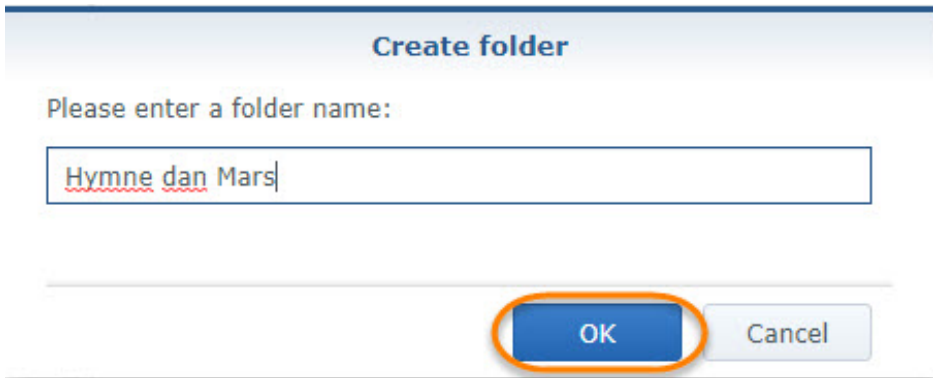 Create folder
Please enter a folder name:
Hymne dan Mars
OK
Cancel